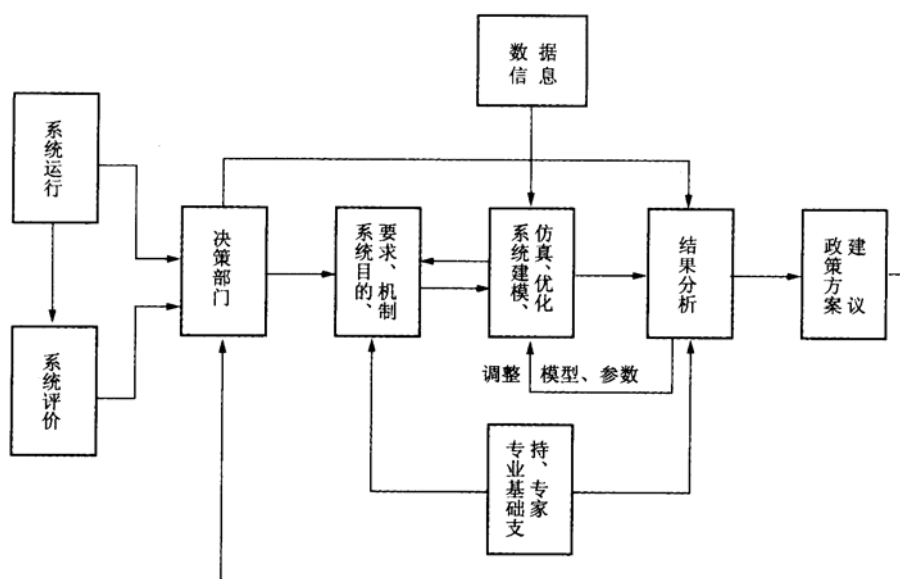 数据
信息
系统运行
系统评价
决策部门
系统目的、
要求、机制
系统建模、
仿真、优化
结果分析
政策方案
建议
调整 模型、参数
专业基础支
持、专家